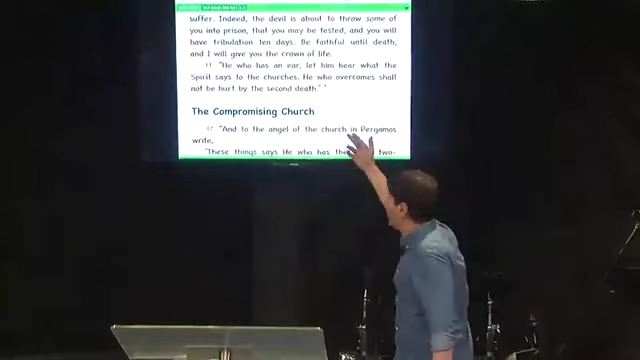 suffer. Indeed, the devil is about to throw some of
you into prison, that you may be tested, and you will
have tribulation ten days. Be faithful until death,
and I will give you the crown of life.
11 "He who has an ear, let him hear what the
Spirit says to the churches. He who overcomes shall
not be hurt by the second death." '
The Compromising Church
12 "And to the angel of the church in Pergamos
write,
'These things says He who has the two-